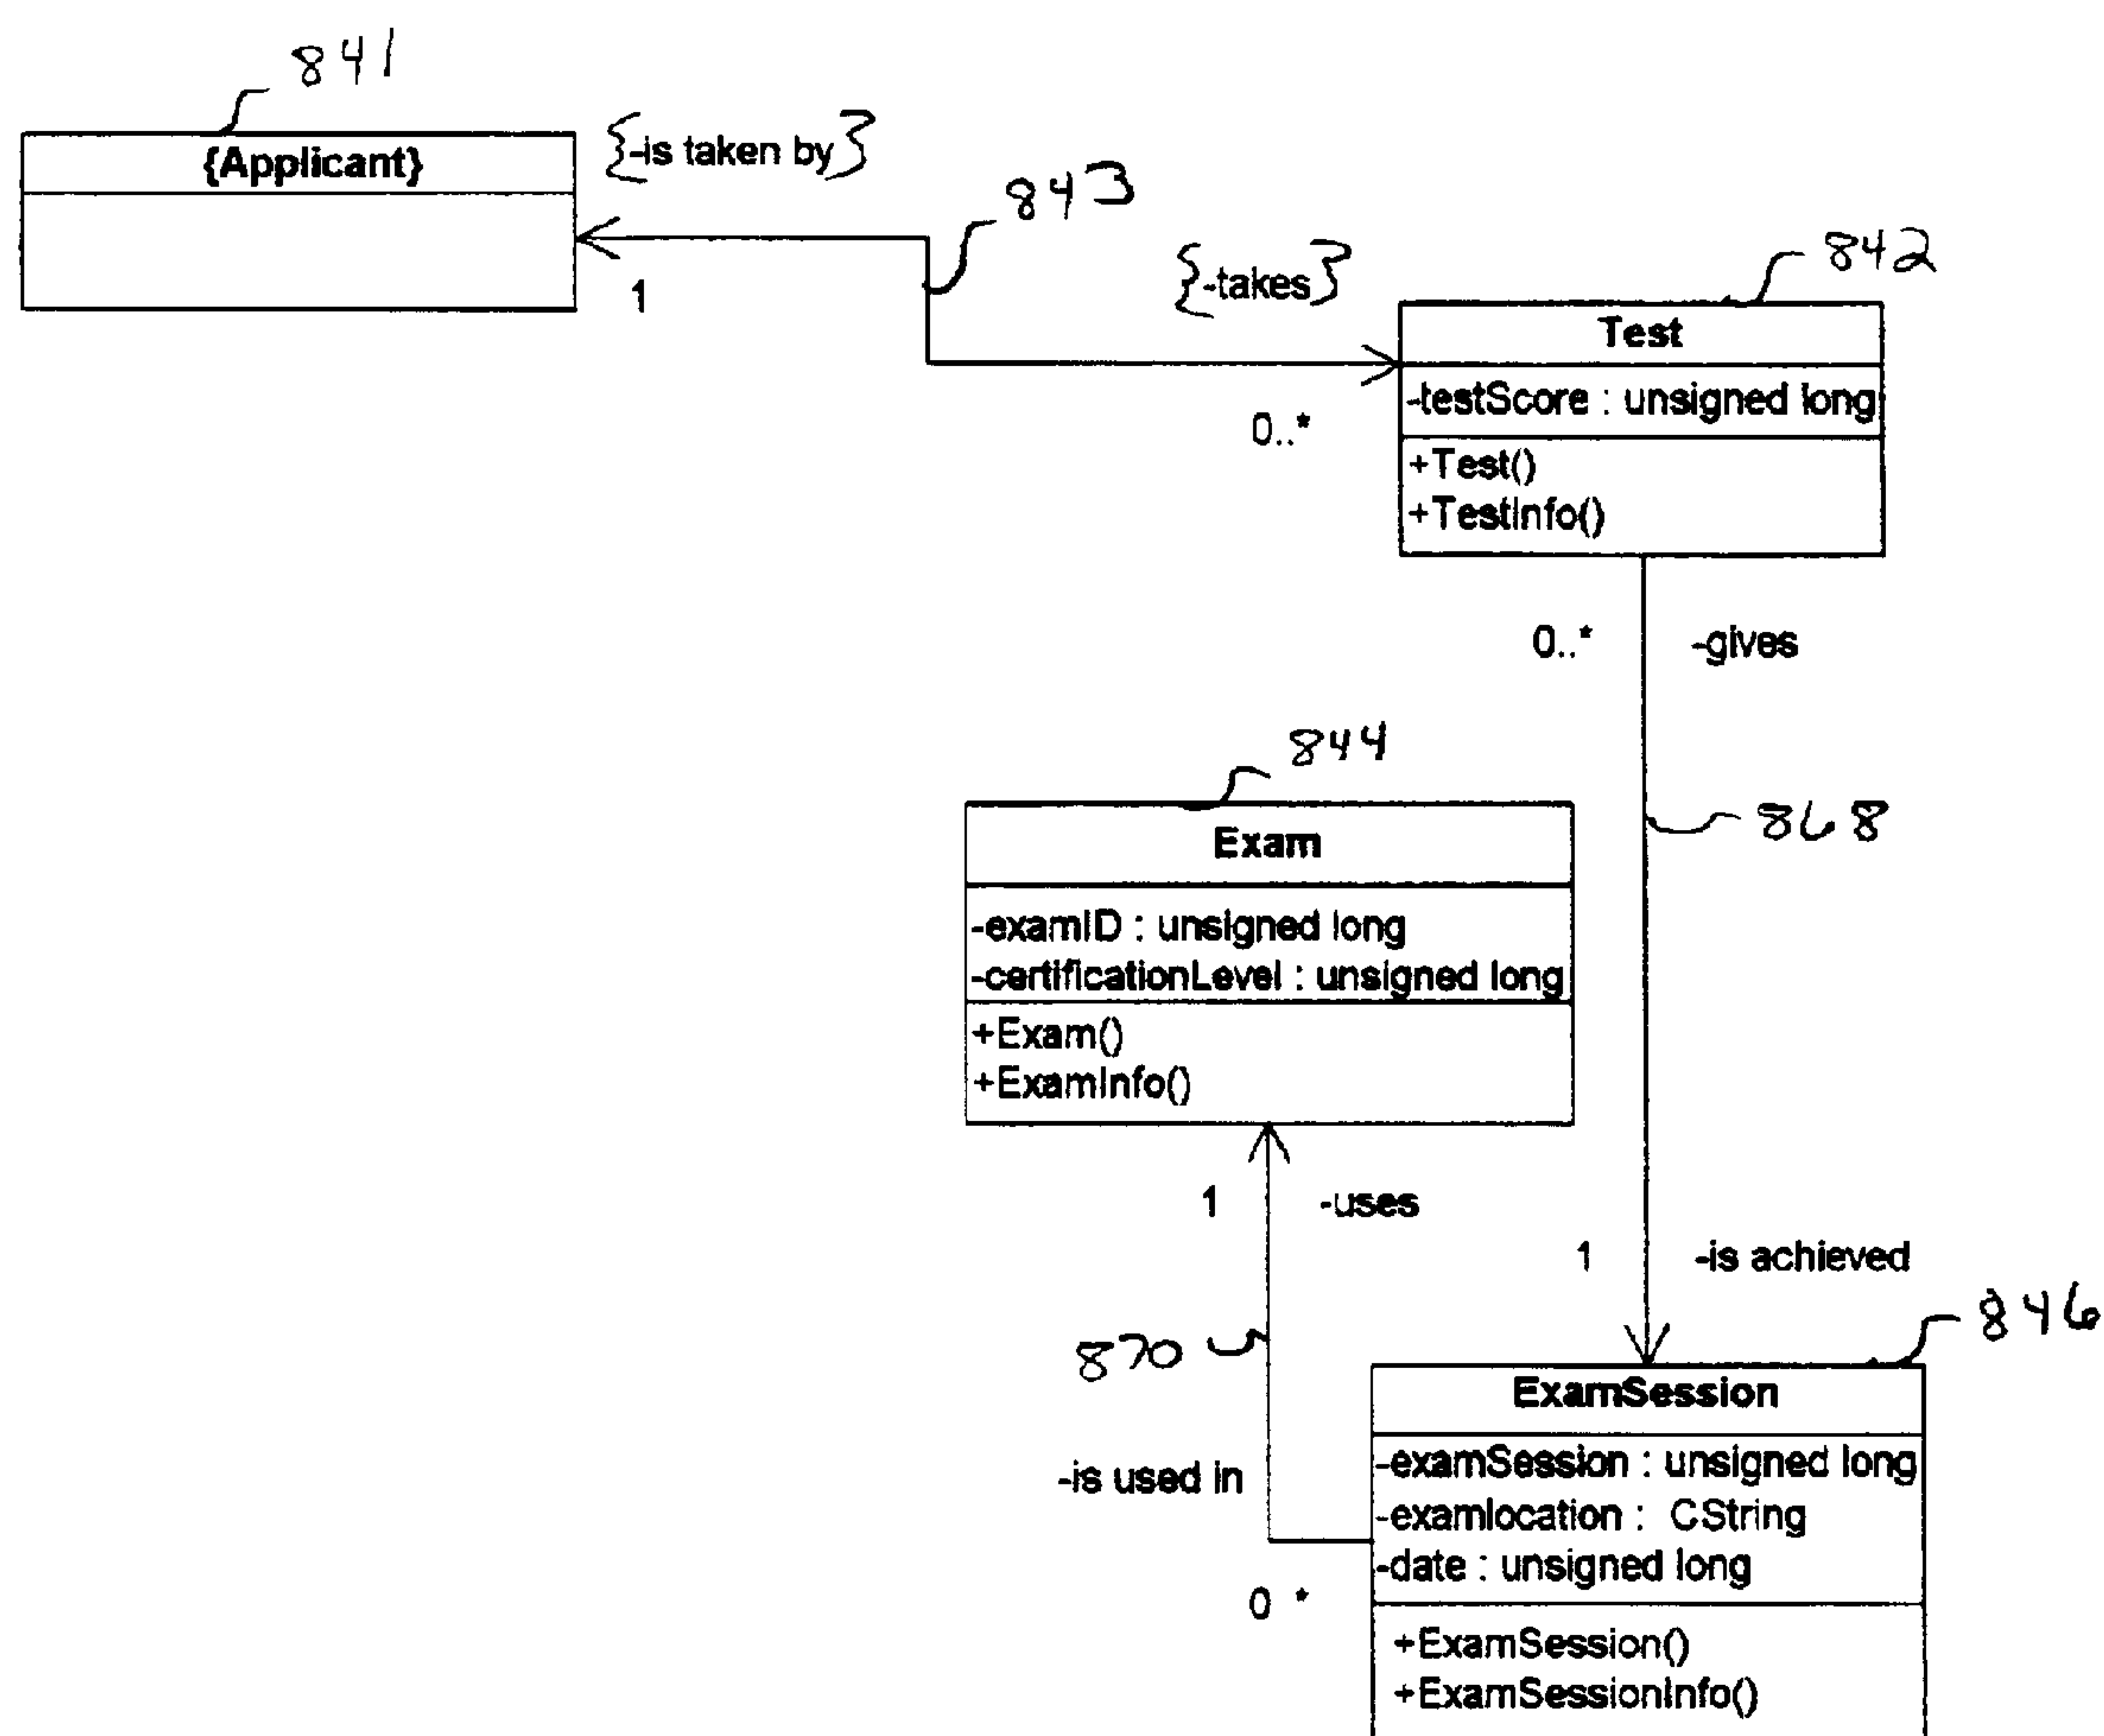 841
{Applicant}
{-is taken by}
843
1
{-takes}
842
Test
-testScore : unsigned long
0..*
+Test()
+TestInfo()
0..*
-gives
844
868
Exam
-examID : unsigned long
-certificationLevel : unsigned long
+Exam()
+ExamInfo()
1
-uses
1
-is achieved
846
870
ExamSession
-examSession : unsigned long
-is used in
-examlocation : CString
-date : unsigned long
0 *
+ExamSession()
+ExamSessionInfo()